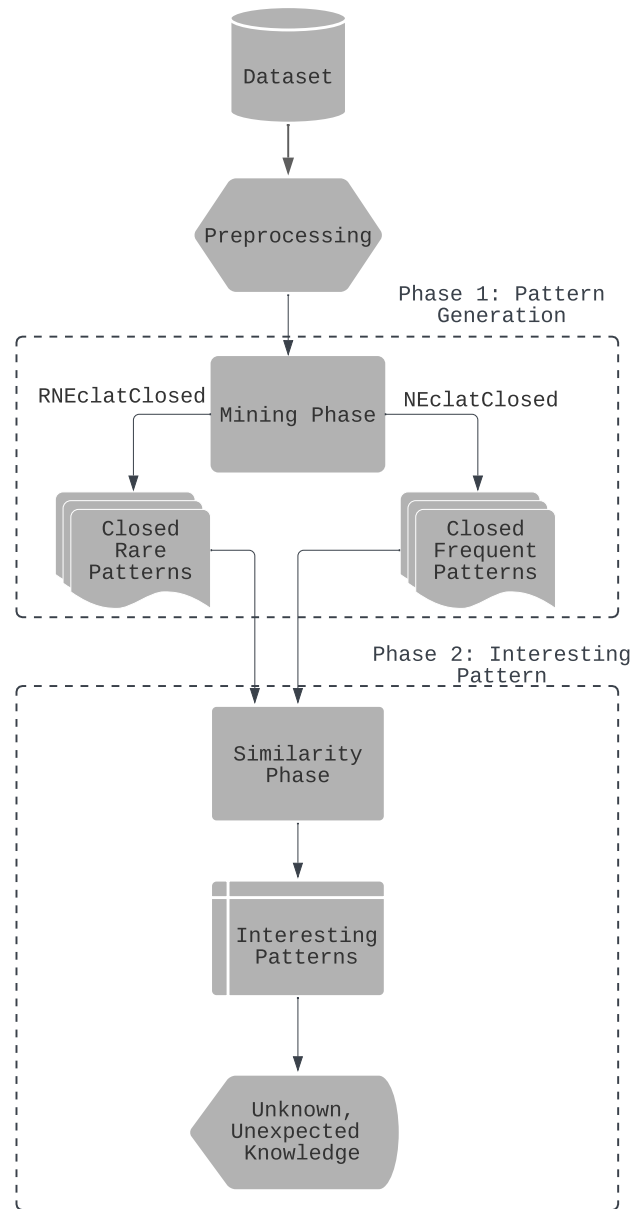 Dataset
Preprocessing
Phase 1: Pattern
Generation
RNEclatClosed
Mining Phase
NEclatClosed
Closed
Rare
Patterns
Closed
Frequent
Patterns
Phase 2: Interesting
Pattern
Similarity
Phase
Interesting
Patterns
Unknown,
Unexpected
Knowledge